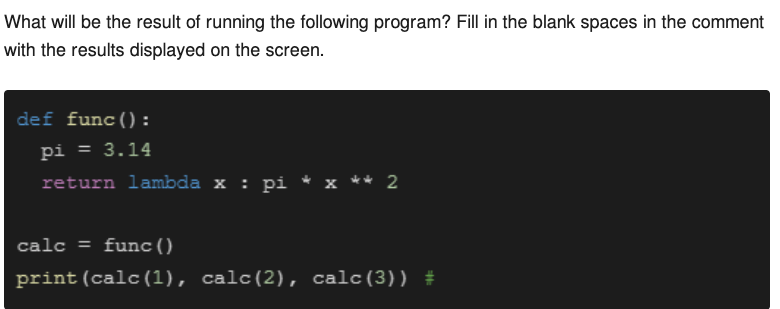 What will be the result of running the following program? Fill in the blank spaces in the comment
with the results displayed on the screen.
def func():
  pi = 3.14
  return lambda x : pi * x ** 2
calc = func()
print(calc(1), calc(2), calc(3)) #